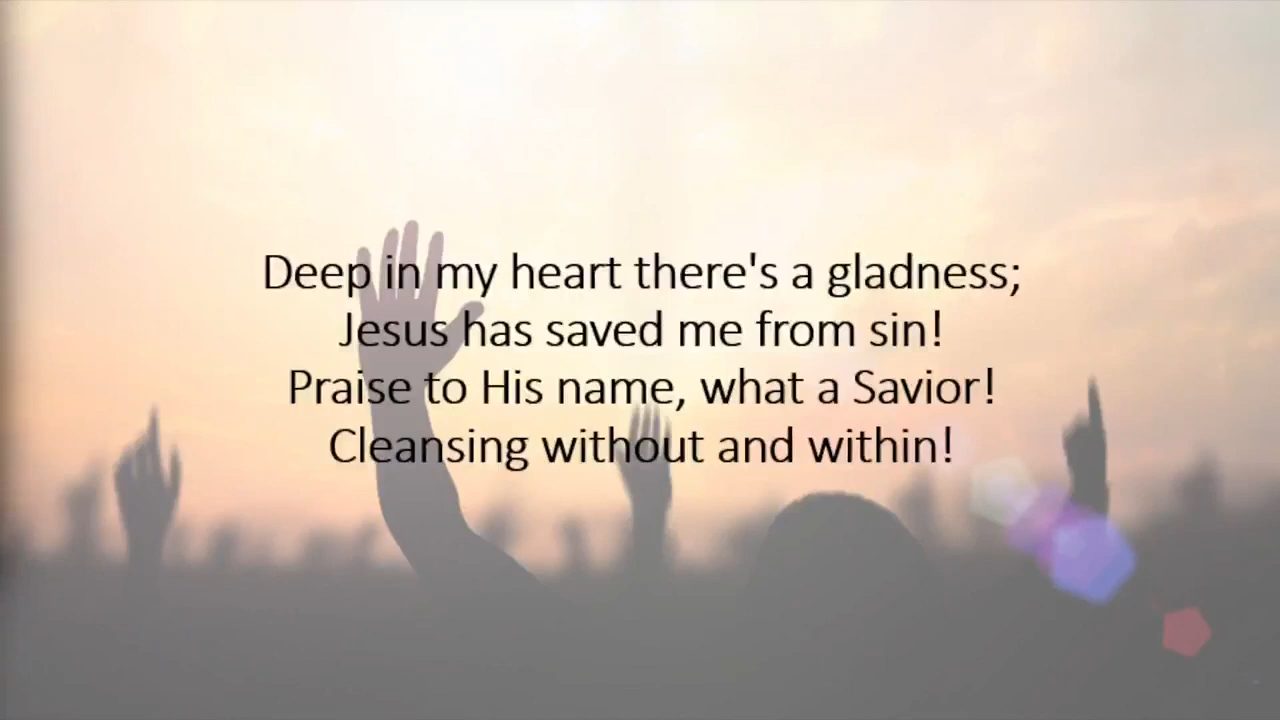 Deep in my heart there's a gladness;
Jesus has saved me from sin!
Praise to His name, what a Savior!
Cleansing without and within!